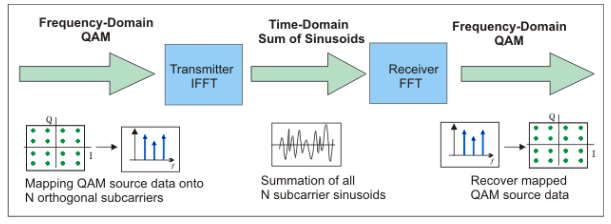 Frequency-Domain
QAM
Time-Domain
Sum of Sinusoids
Frequency-Domain
QAM
Transmitter
IFFT
Receiver
FFT
Q
I
f
Mapping QAM source data onto
N orthogonal subcarriers
Summation of all
N subcarrier sinusoids
f
Q
I
Recover mapped
QAM source data